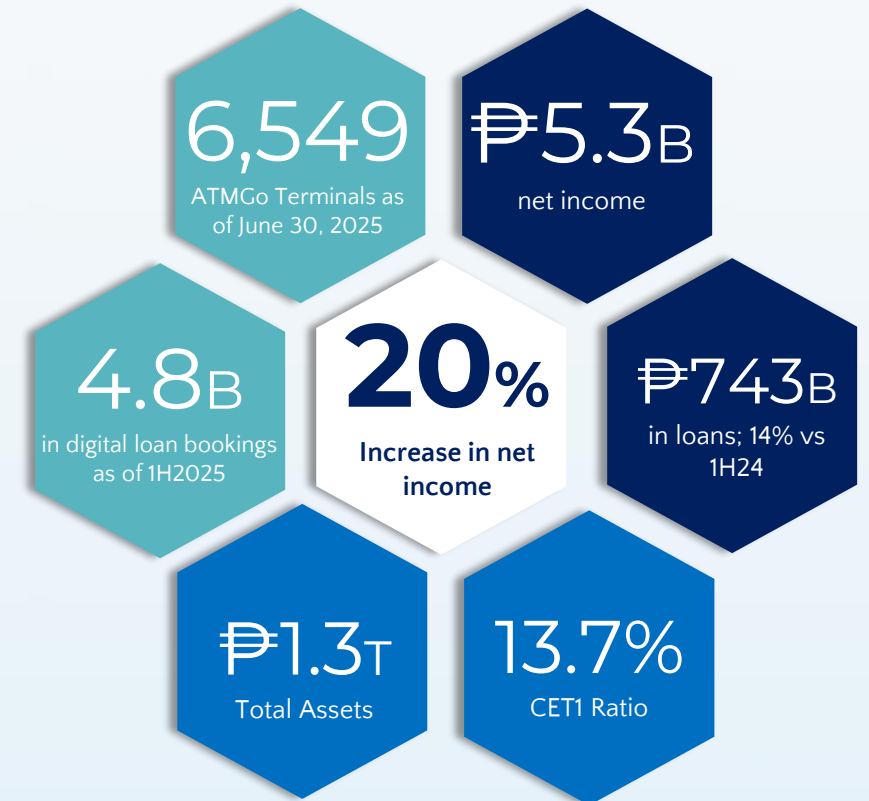 6,549
ATMGo Terminals as
of June 30, 2025
₱5.3B
net income
4.8B
in digital loan bookings
as of 1H2025
20%
Increase in net
income
₱743B
in loans; 14% vs
1H24
₱1.3T
Total Assets
13.7%
CET1 Ratio